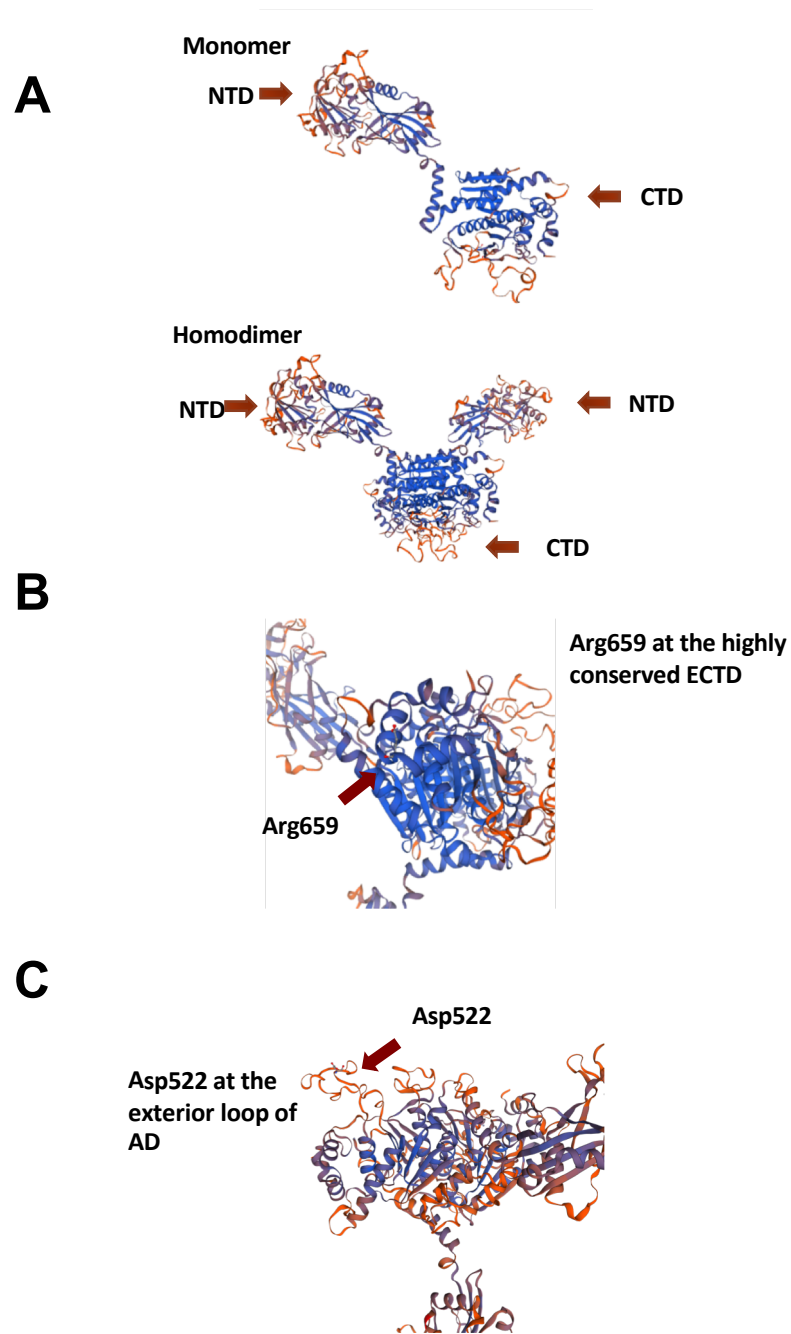 Monomer
A
NTD
CTD
Homodimer
NTD
NTD
CTD
B
Arg659 at the highly
conserved ECTD
Arg659
C
Asp522
Asp522 at the
exterior loop of
AD